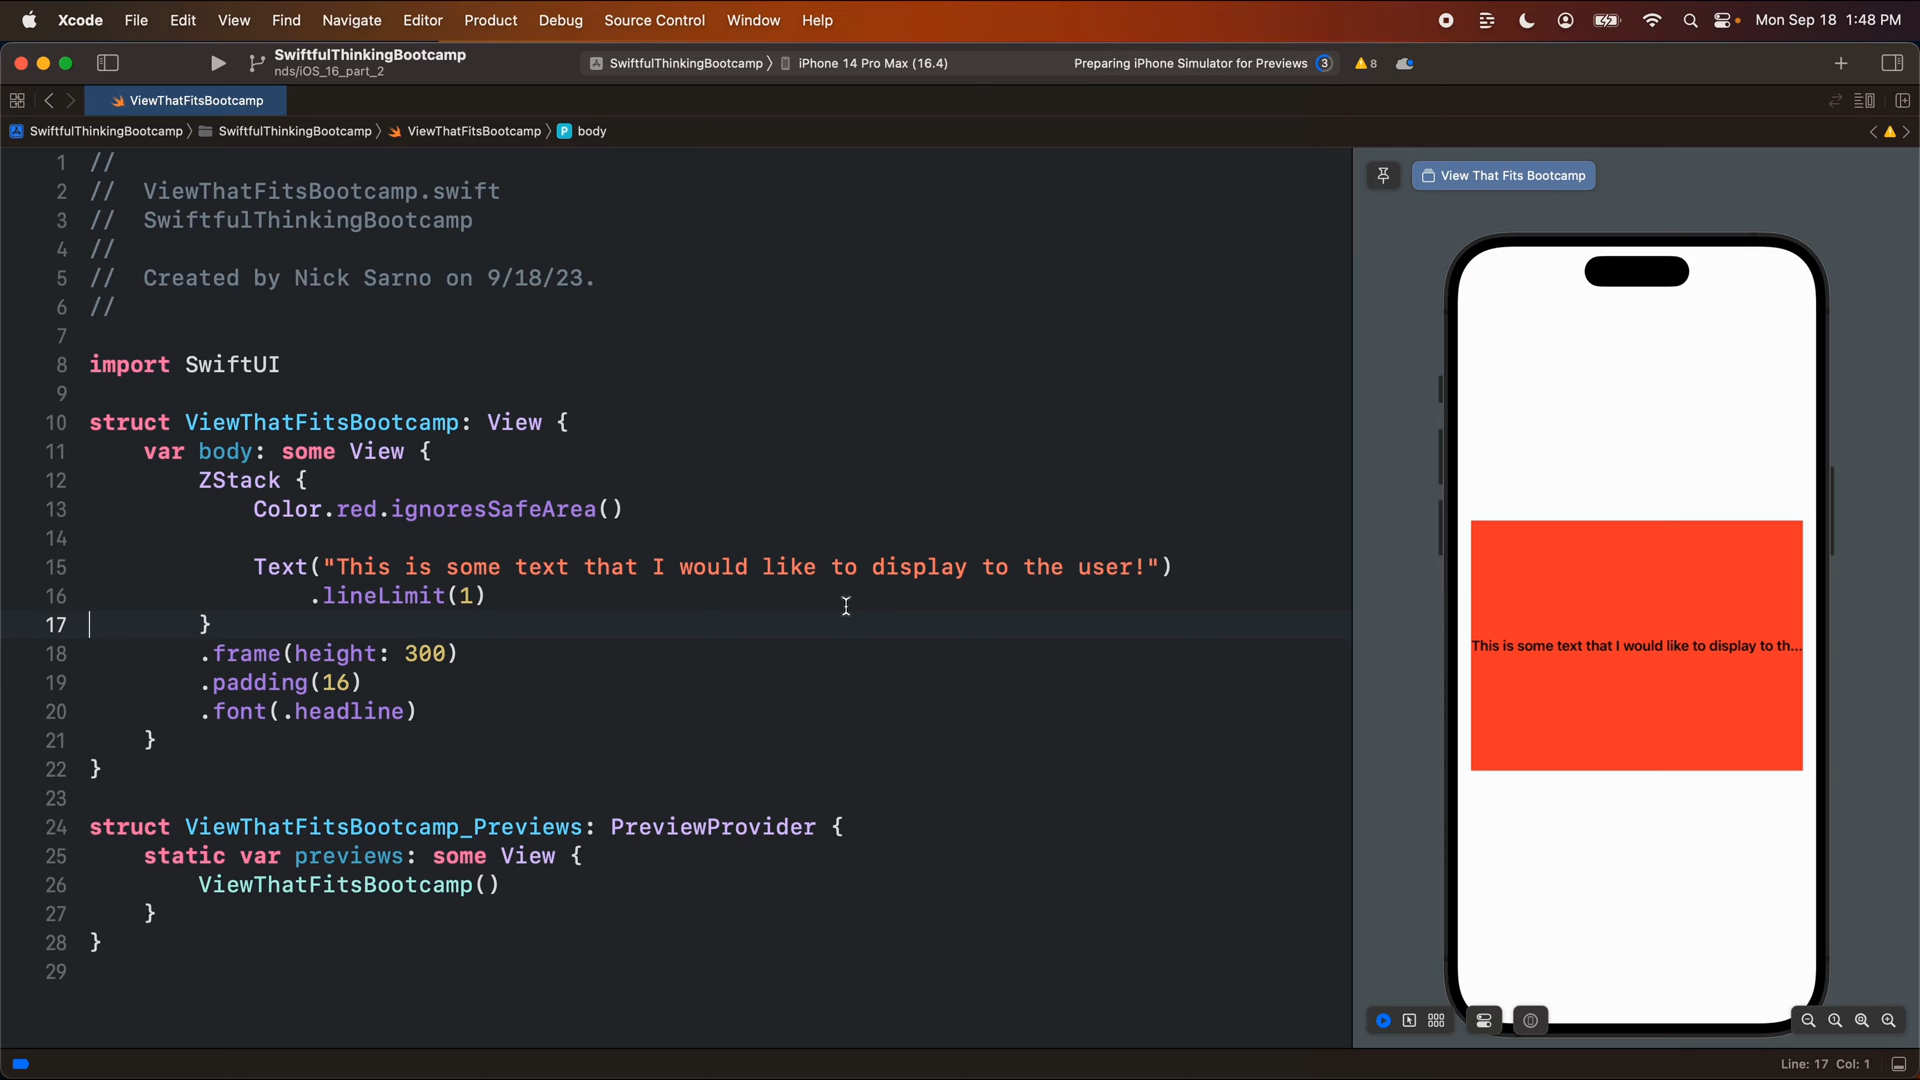 Xcode File Edit View Find Navigate Editor Product Debug Source Control Window Help Mon Sep 18 1:48 PM
SwiftfulThinkingBootcamp
nds/iOS_16_part_2
SwiftfulThinkingBootcamp 〉 iPhone 14 Pro Max (16.4) Preparing iPhone Simulator for Previews 3 8
ViewThatFitsBootcamp
SwiftfulThinkingBootcamp 〉 SwiftfulThinkingBootcamp 〉 ViewThatFitsBootcamp 〉 P body
1 //
2 //  ViewThatFitsBootcamp.swift
3 //  SwiftfulThinkingBootcamp
4 //
5 //  Created by Nick Sarno on 9/18/23.
6 //
7
8 import SwiftUI
9
10 struct ViewThatFitsBootcamp: View {
11     var body: some View {
12         ZStack {
13             Color.red.ignoresSafeArea()
14
15             Text("This is some text that I would like to display to the user!")
16                 .lineLimit(1)
17         }
18         .frame(height: 300)
19         .padding(16)
20         .font(.headline)
21     }
22 }
23
24 struct ViewThatFitsBootcamp_Previews: PreviewProvider {
25     static var previews: some View {
26         ViewThatFitsBootcamp()
27     }
28 }
29
View That Fits Bootcamp
This is some text that I would like to display to th...
Line: 17 Col: 1